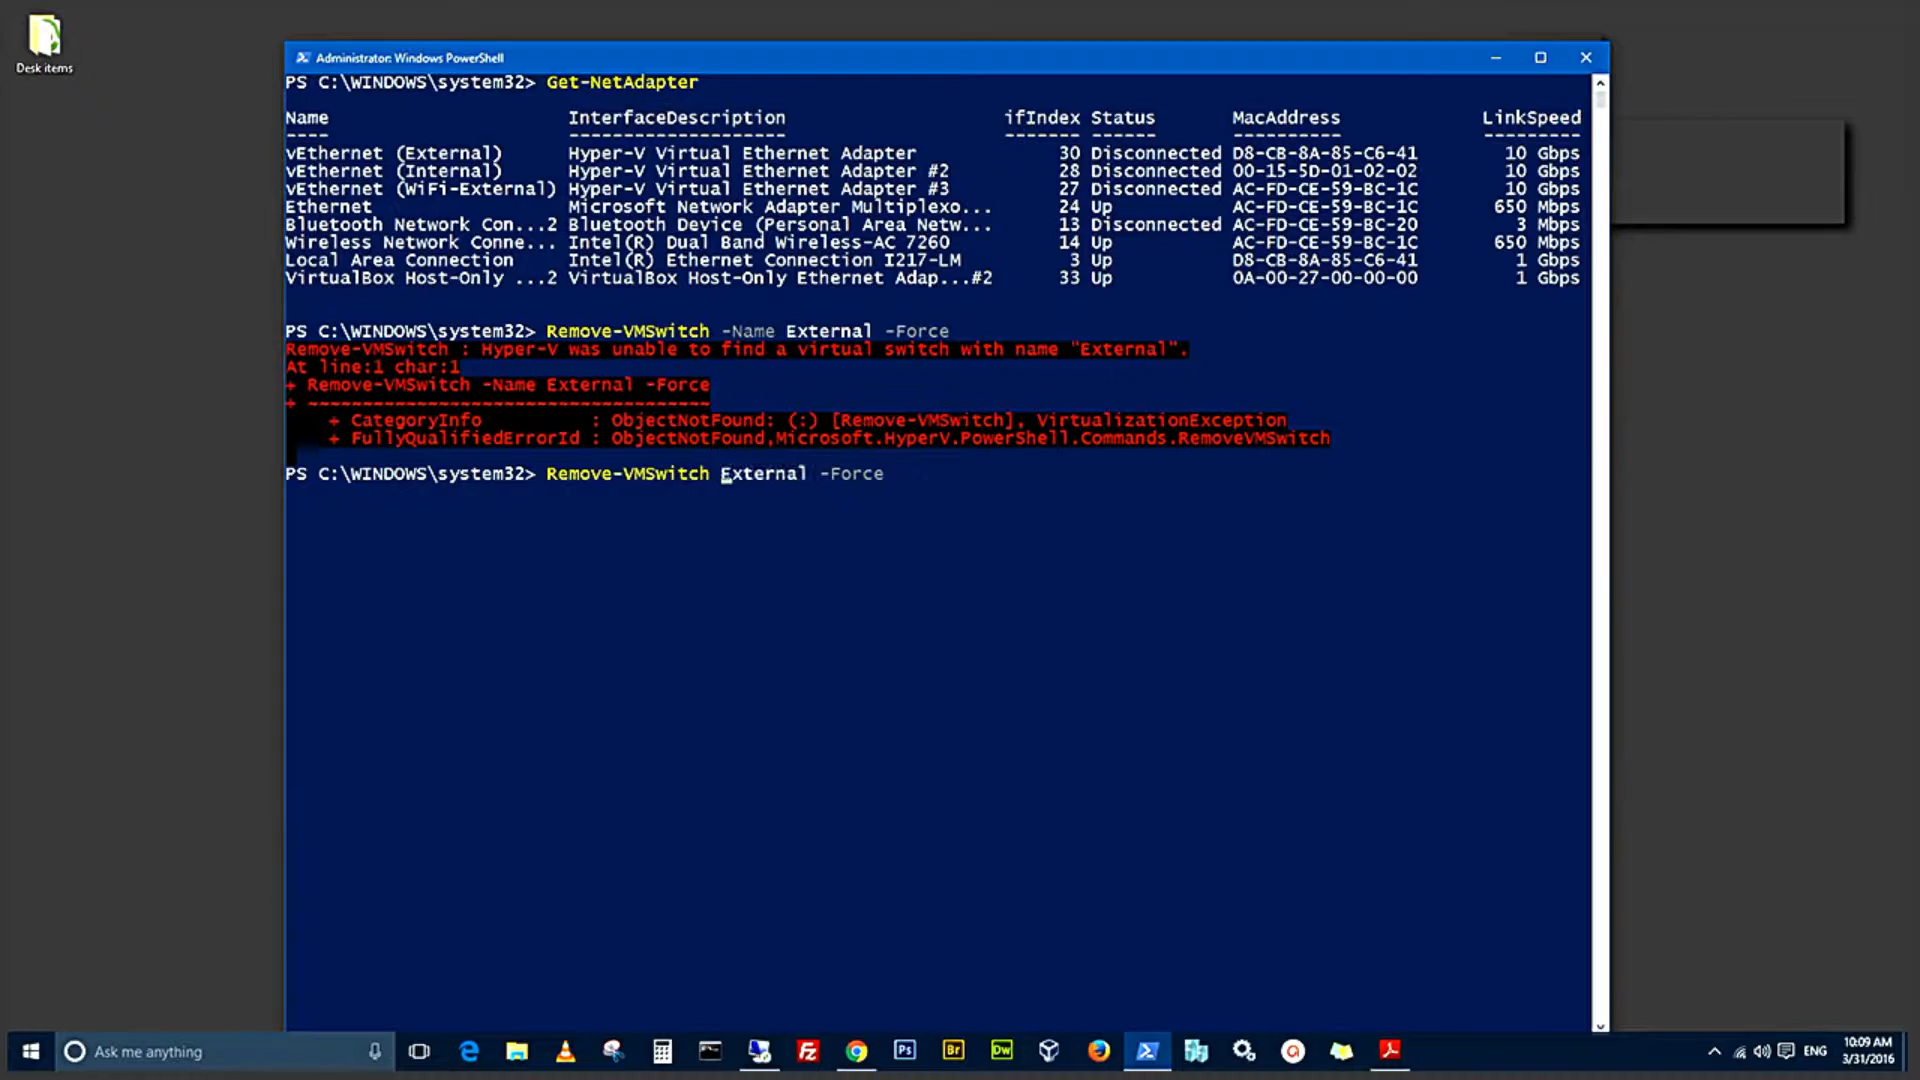 Desk items
Administrator: Windows PowerShell
PS C:\WINDOWS\system32> Get-NetAdapter
Name InterfaceDescription ifIndex Status MacAddress LinkSpeed
---- -------------------- ------- ------ ---------- ---------
vEthernet (External) Hyper-V Virtual Ethernet Adapter 30 Disconnected D8-CB-8A-85-C6-41 10 Gbps
vEthernet (Internal) Hyper-V Virtual Ethernet Adapter #2 28 Disconnected 00-15-5D-01-02-02 10 Gbps
vEthernet (WiFi-External) Hyper-V Virtual Ethernet Adapter #3 27 Disconnected AC-FD-CE-59-BC-1C 10 Gbps
Ethernet Microsoft Network Adapter Multiplexo... 24 Up AC-FD-CE-59-BC-1C 650 Mbps
Bluetooth Network Con...2 Bluetooth Device (Personal Area Netw... 13 Disconnected AC-FD-CE-59-BC-20 3 Mbps
Wireless Network Conne... Intel(R) Dual Band Wireless-AC 7260 14 Up AC-FD-CE-59-BC-1C 650 Mbps
Local Area Connection Intel(R) Ethernet Connection I217-LM 3 Up D8-CB-8A-85-C6-41 1 Gbps
VirtualBox Host-Only ...2 VirtualBox Host-Only Ethernet Adap...#2 33 Up 0A-00-27-00-00-00 1 Gbps
PS C:\WINDOWS\system32> Remove-VMSwitch -Name External -Force
Remove-VMSwitch : Hyper-V was unable to find a virtual switch with name "External".
At line:1 char:1
+ Remove-VMSwitch -Name External -Force
+ ~~~~~~~~~~~~~~~~~~~~~~~~~~~~~~~~~~~~~
+ CategoryInfo : ObjectNotFound: (:) [Remove-VMSwitch], VirtualizationException
+ FullyQualifiedErrorId : ObjectNotFound,Microsoft.HyperV.PowerShell.Commands.RemoveVMSwitch
PS C:\WINDOWS\system32> Remove-VMSwitch External -Force
Ask me anything
Fz
Ps
Br
Dw
ENG
10:09 AM
3/31/2016